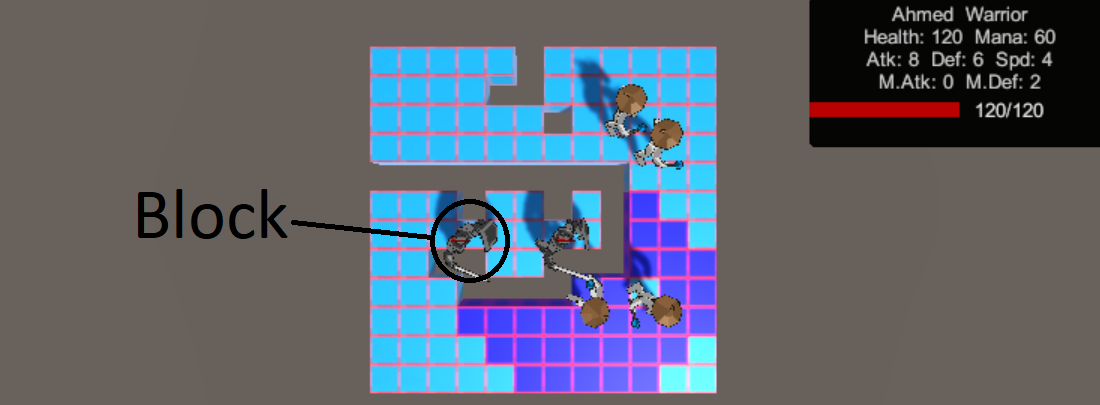 Ahmed Warrior
Health: 120 Mana: 60
Atk: 8 Def: 6 Spd: 4
M.Atk: 0 M.Def: 2
120/120
Block